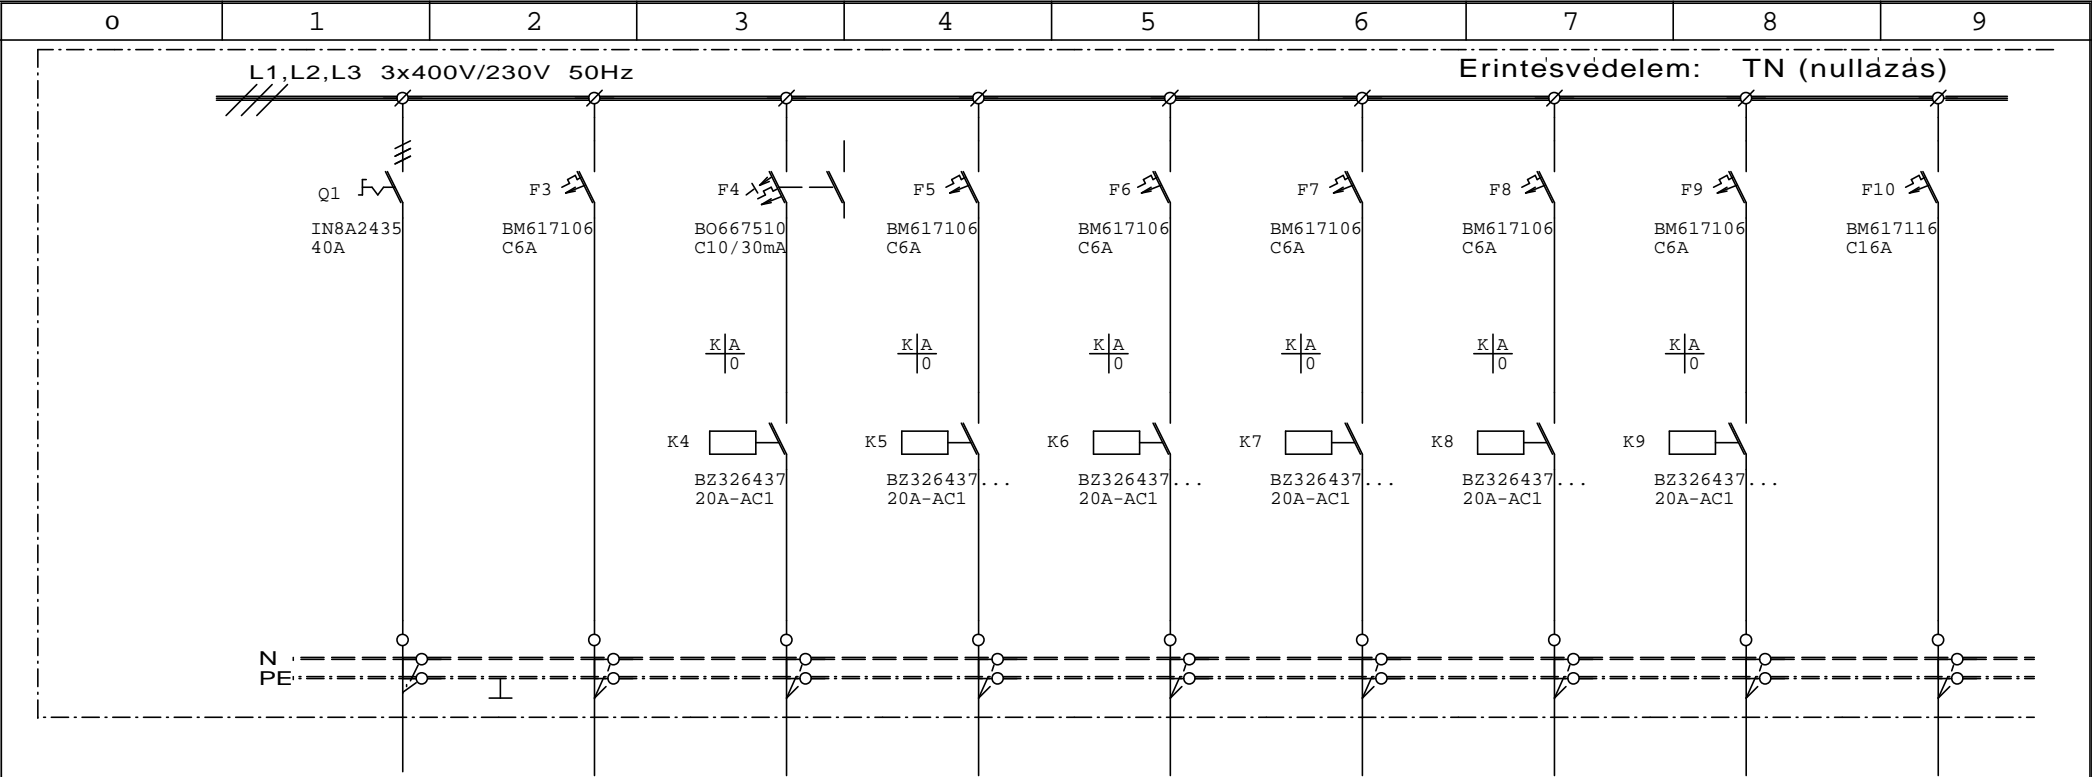 o 1 2 3 4 5 6 7 8 9
L1,L2,L3 3x400V/230V 50Hz
Érintésvédelem: TN (nullázás)
Q1 F3 F4 F5 F6 F7 F8 F9 F10
IN8A2435 BM617106 BO667510 BM617106 BM617106 BM617106 BM617106 BM617106 BM617116
40A C6A C10/30mA C6A C6A C6A C6A C6A C16A
K A K A K A K A K A K A
0 0 0 0 0 0
K4 K5 K6 K7 K8 K9
BZ326437 BZ326437... BZ326437... BZ326437... BZ326437... BZ326437...
20A-AC1 20A-AC1 20A-AC1 20A-AC1 20A-AC1 20A-AC1
N
PE